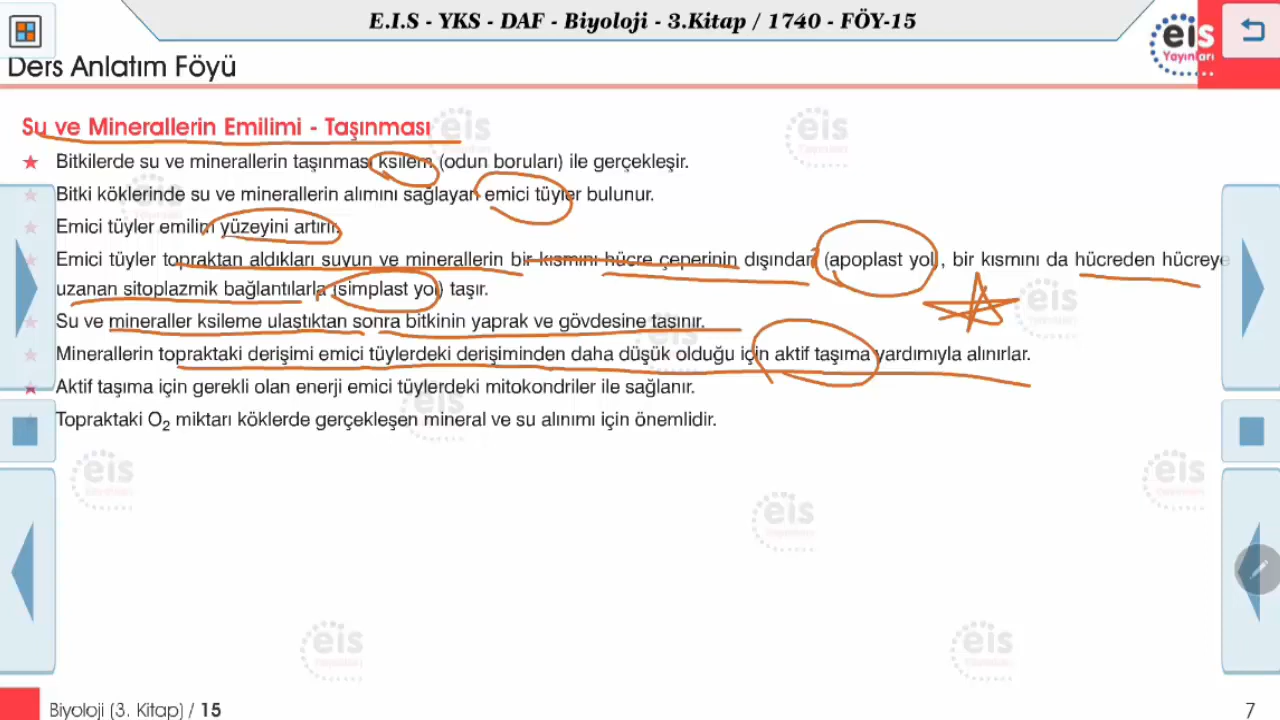 E.I.S - YKS - DAF - Biyoloji - 3.Kitap / 1740 - FÖY-15
eis
Yayınları
Ders Anlatım Föyü
Su ve Minerallerin Emilimi - Taşınması
Bitkilerde su ve minerallerin taşınması ksilem (odun boruları) ile gerçekleşir.
Bitki köklerinde su ve minerallerin alımını sağlayan emici tüyler bulunur.
Emici tüyler emilim yüzeyini artırır.
Emici tüyler topraktan aldıkları suyun ve minerallerin bir kısmını hücre çeperinin dışından (apoplast yol), bir kısmını da hücreden hücreye
uzanan sitoplazmik bağlantılarla (simplast yol) taşır.
Su ve mineraller ksileme ulaştıktan sonra bitkinin yaprak ve gövdesine taşınır.
Minerallerin topraktaki derişimi emici tüylerdeki derişiminden daha düşük olduğu için aktif taşıma yardımıyla alınırlar.
Aktif taşıma için gerekli olan enerji emici tüylerdeki mitokondriler ile sağlanır.
Topraktaki O2 miktarı köklerde gerçekleşen mineral ve su alınımı için önemlidir.
Biyoloji (3. Kitap) / 15
7